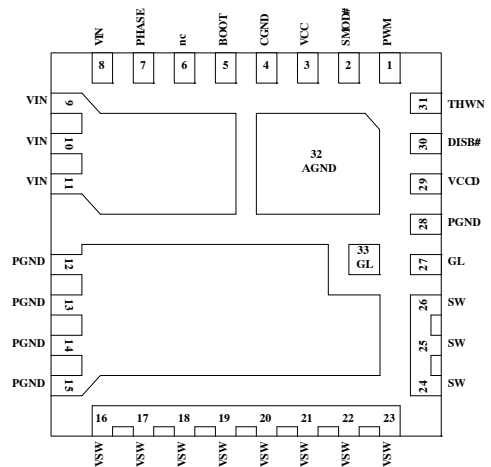 VIN PHASE nc BOOT CGND VCC SMOD# PWM
8 7 6 5 4 3 2 1
VIN 9 31 THWN
VIN 10 30 DISB#
32
AGND
VIN 11 29 VCCD
28 PGND
33
GL
PGND 12 27 GL
PGND 13 26 SW
PGND 14 25 SW
PGND 15 24 SW
16 17 18 19 20 21 22 23
VSW VSW VSW VSW VSW VSW VSW VSW